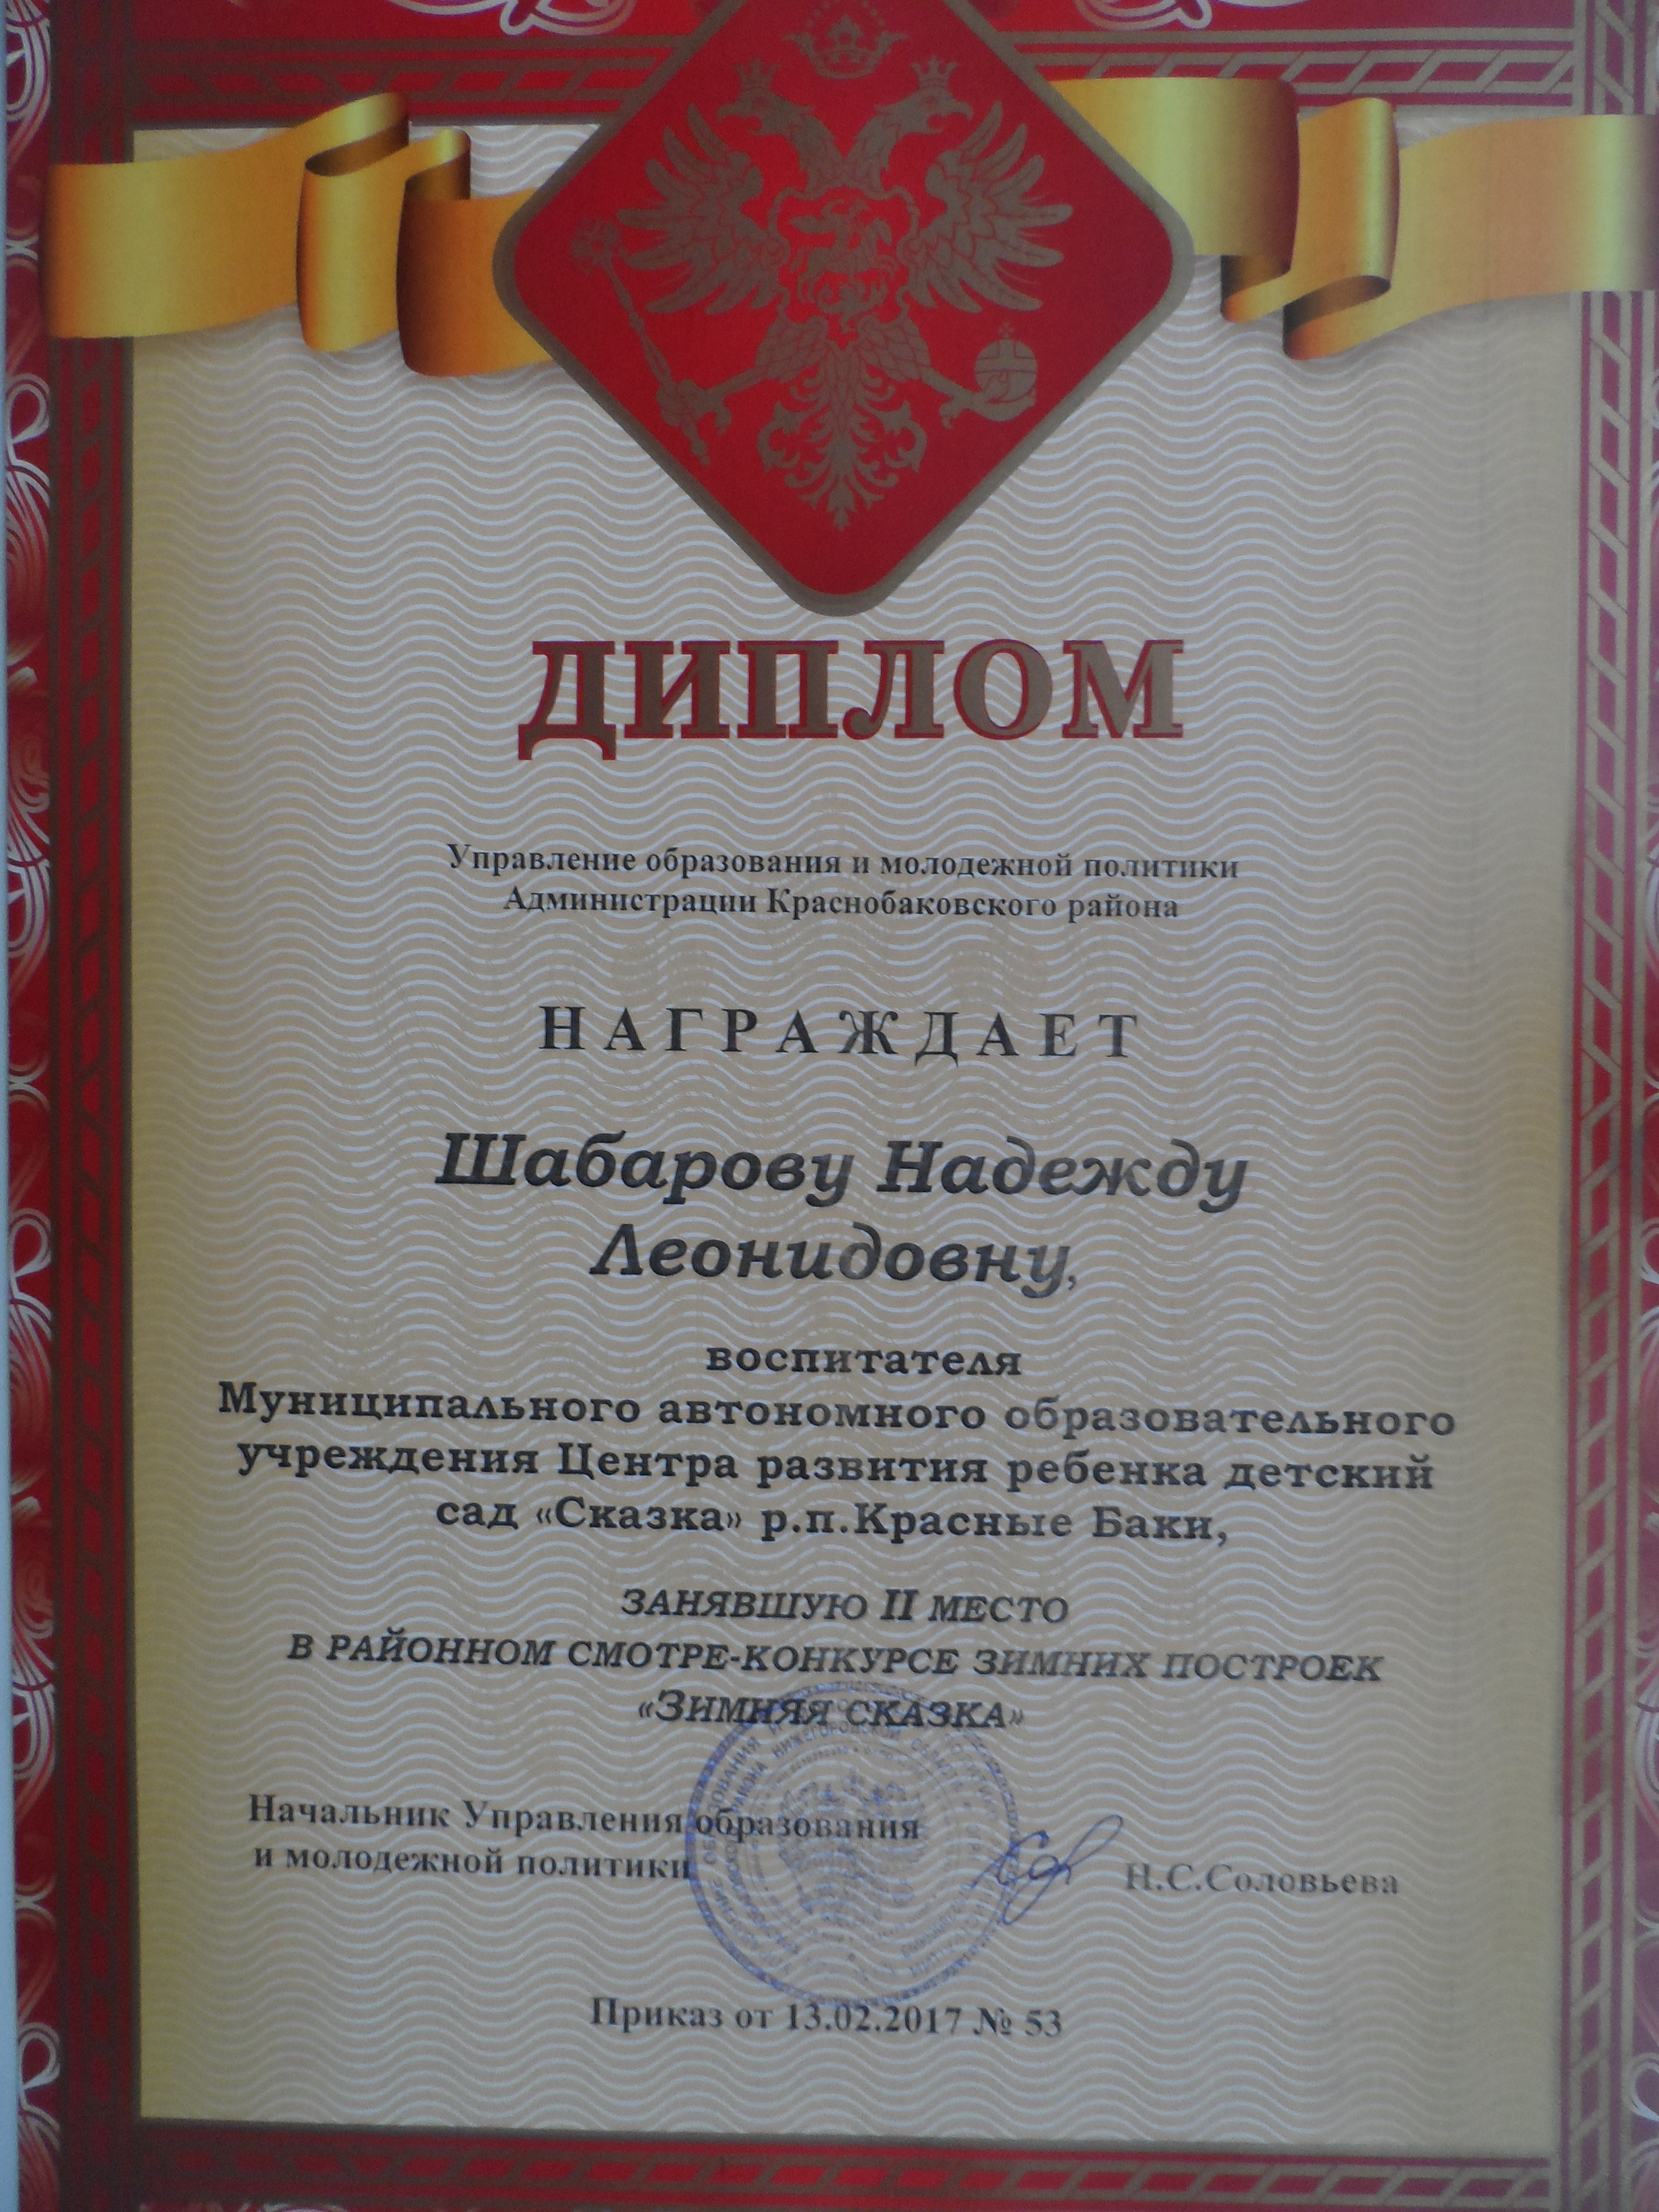 ДИПЛОМ
Управление образования и молодежной политики
Администрации Краснобаковского района
НАГРАЖДАЕТ
Шабарову Надежду
Леонидовну,
воспитателя
Муниципального автономного образовательного
учреждения Центра развития ребенка детский
сад «Сказка» р.п.Красные Баки,
ЗАНЯВШУЮ II МЕСТО
В РАЙОННОМ СМОТРЕ-КОНКУРСЕ ЗИМНИХ ПОСТРОЕК
«ЗИМНЯЯ СКАЗКА»
Начальник Управления образования
и молодежной политики
Н.С.Соловьева
Приказ от 13.02.2017 № 53